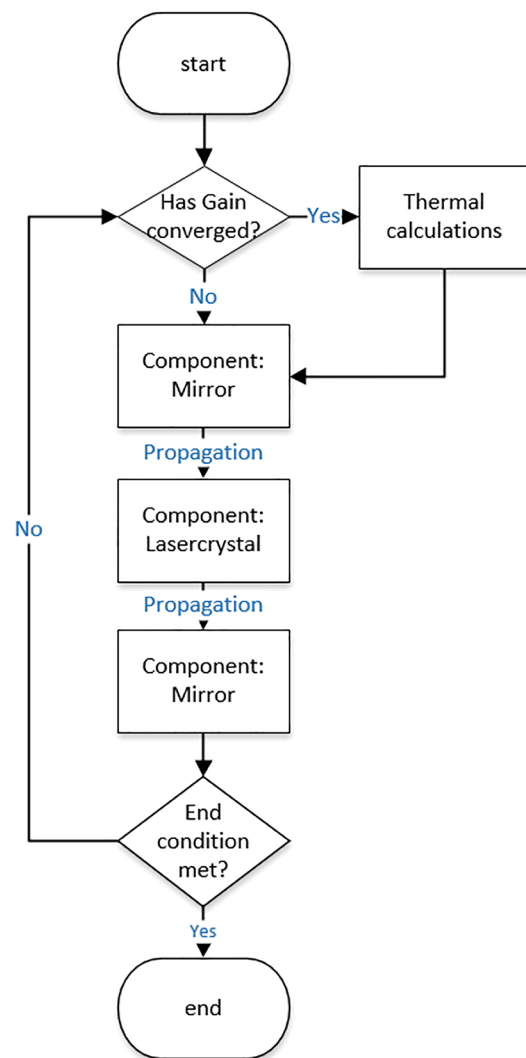 start
Has Gain
converged?
Yes
Thermal
calculations
No
Component:
Mirror
Propagation
Component:
Lasercrystal
No
Propagation
Component:
Mirror
End
condition
met?
Yes
end